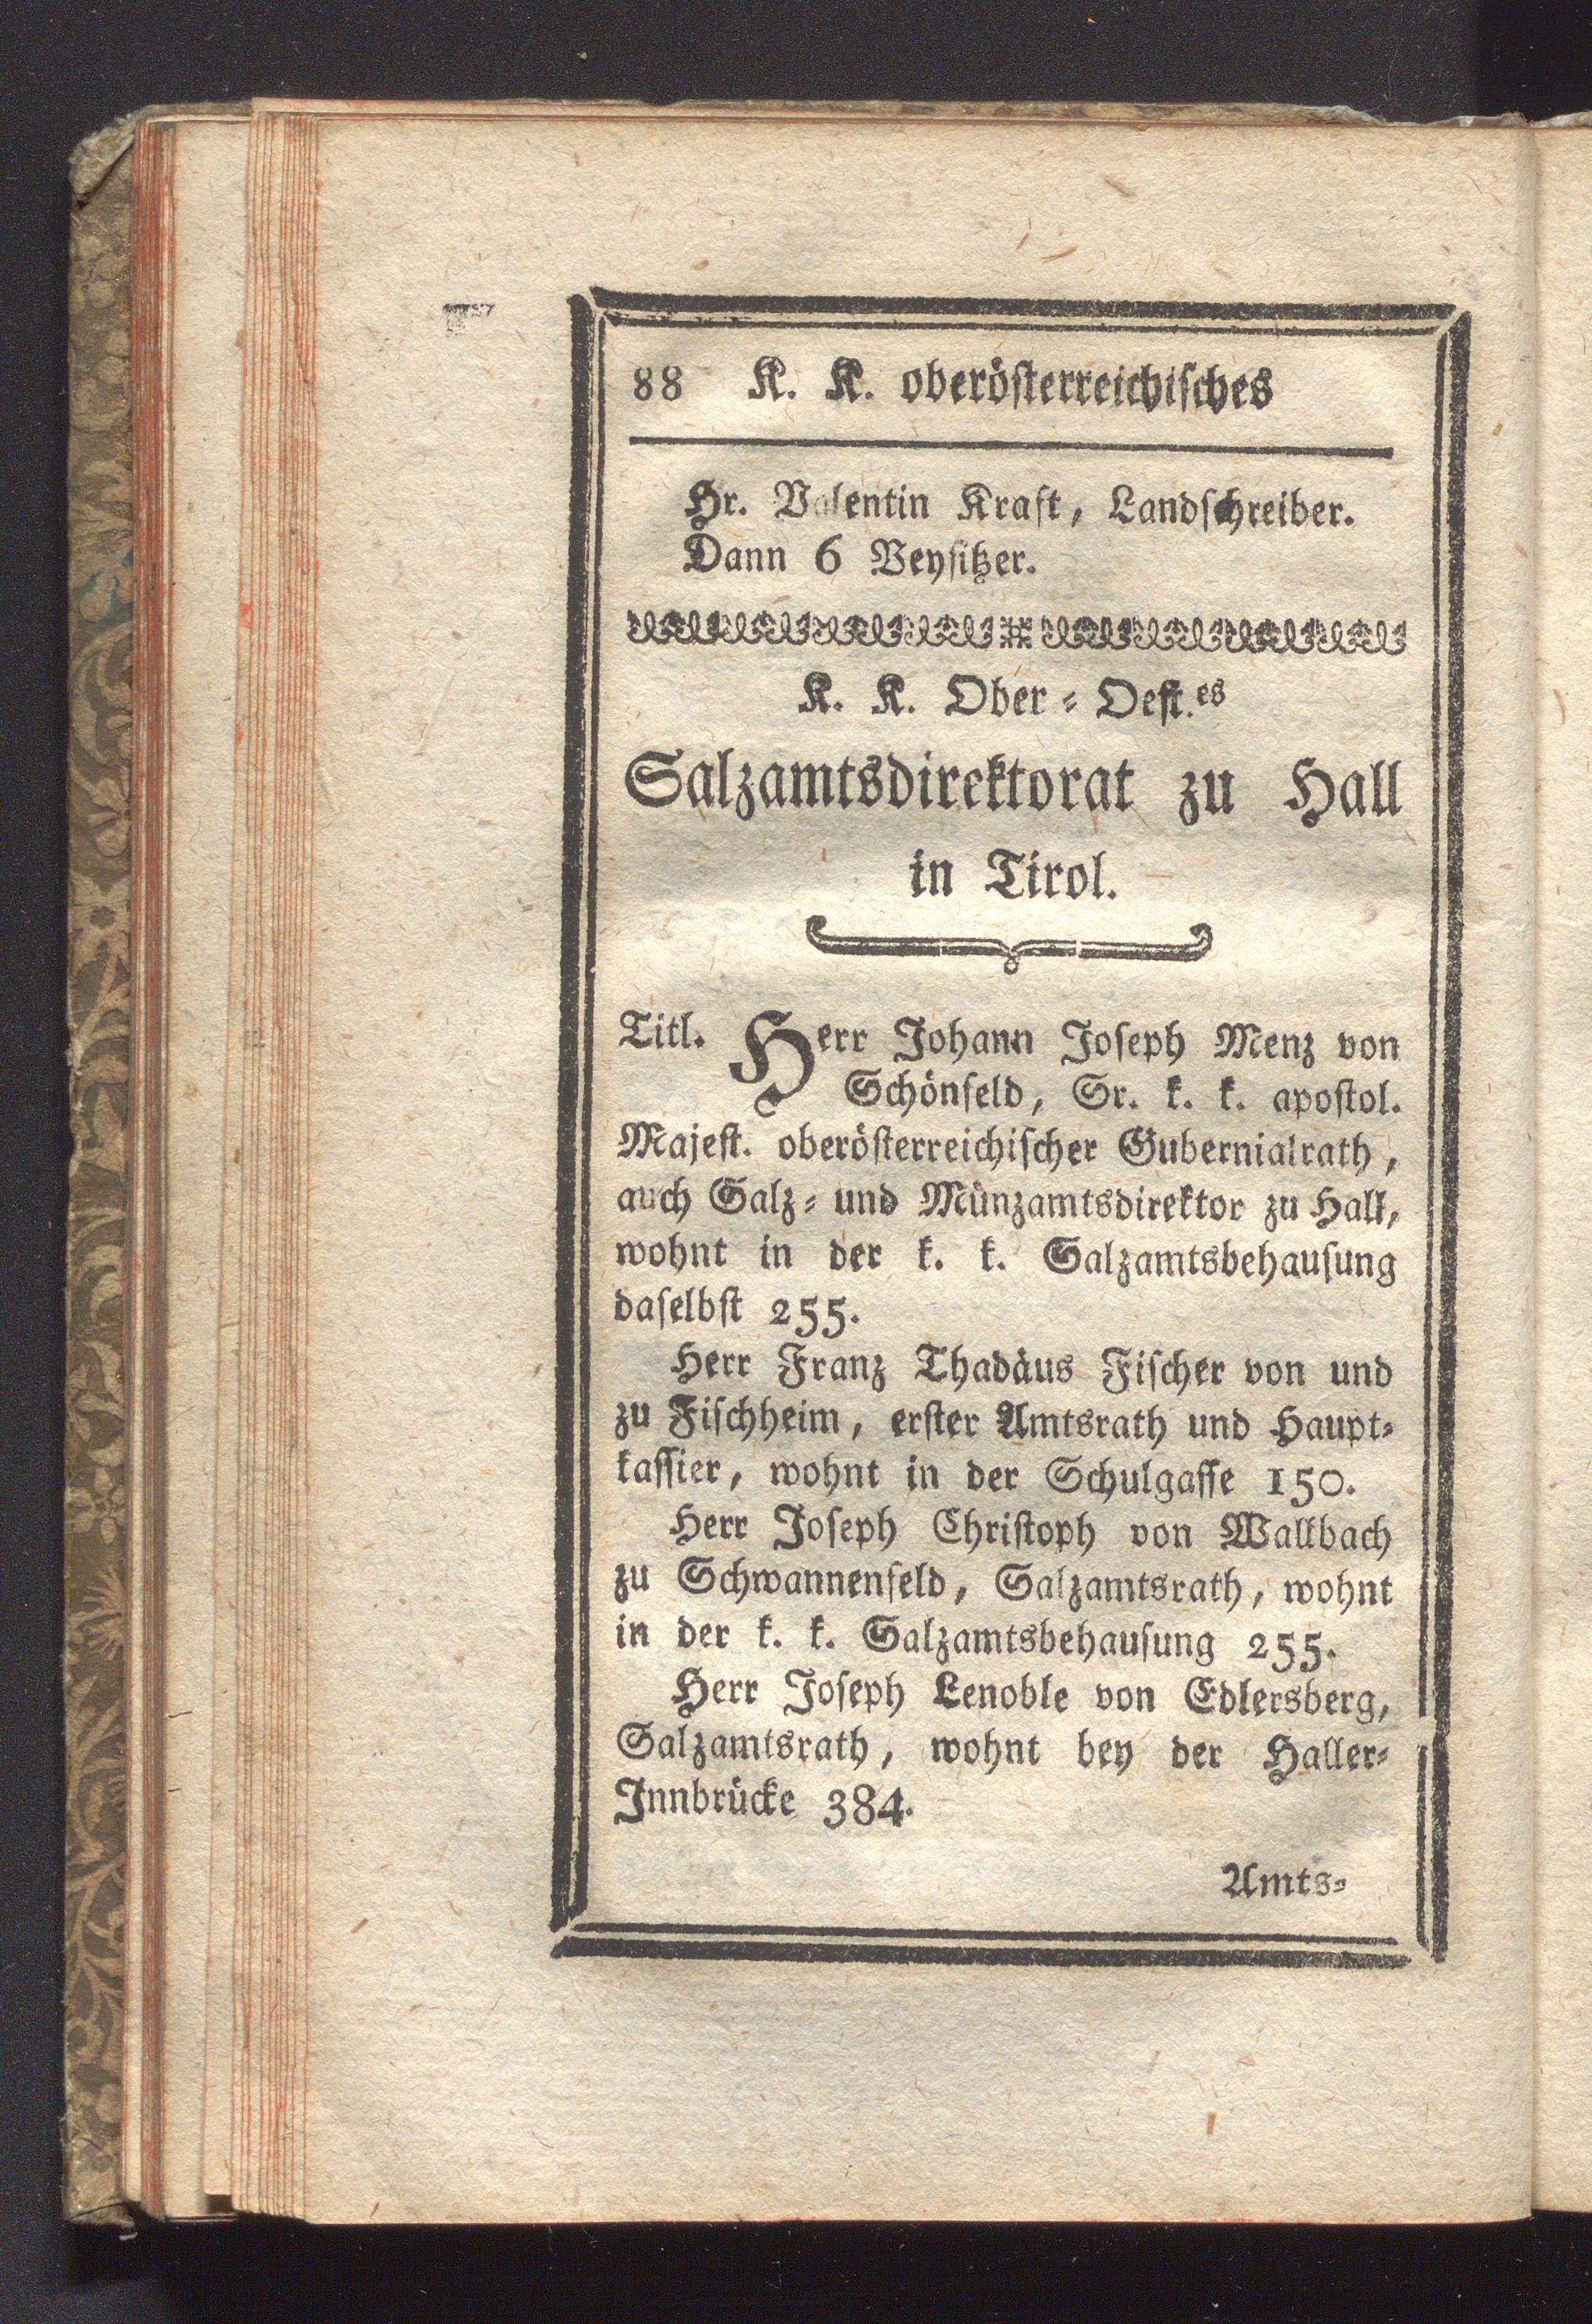 88 K. K. oberösterreichisches
Hr. Valentin Kraft, Landschreiber.
Dann 6 Beysitzer.
K. K. Ober-Oest.es
Salzamtsdirektorat zu Hall
in Tirol.
Titl. Herr Johann Joseph Menz von
Schönfeld, Sr. k. k. apostol.
Majest. oberösterreichischer Gubernialrath,
auch Salz- und Münzamtsdirektor zu Hall,
wohnt in der k. k. Salzamtsbehausung
daselbst 255.
Herr Franz Thadäus Fischer von und
zu Fischheim, erster Amtsrath und Haupt-
kassier, wohnt in der Schulgasse 150.
Herr Joseph Christoph von Wallbach
zu Schwannenfeld, Salzamtsrath, wohnt
in der k. k. Salzamtsbehausung 255.
Herr Joseph Lenoble von Edlersberg,
Salzamtsrath, wohnt bey der Haller-
Innbrücke 384.
Amts-